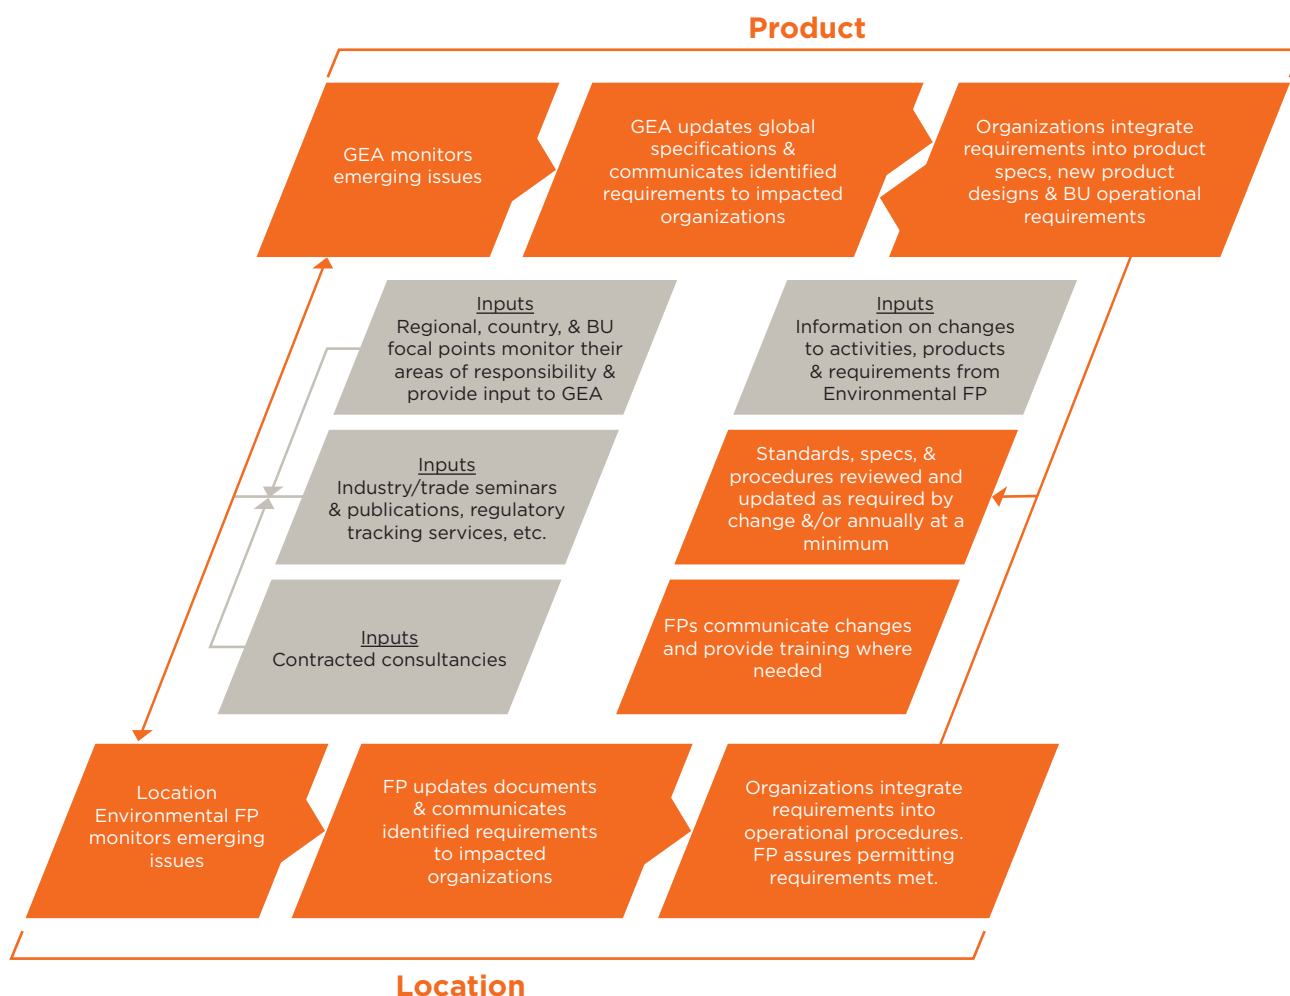 Product
GEA monitors
emerging issues
GEA updates global
specifications &
communicates identified
requirements to impacted
organizations
Organizations integrate
requirements into product
specs, new product
designs & BU operational
requirements
Inputs
Regional, country, & BU
focal points monitor their
areas of responsibility &
provide input to GEA
Inputs
Information on changes
to activities, products
& requirements from
Environmental FP
Inputs
Industry/trade seminars
& publications, regulatory
tracking services, etc.
Standards, specs, &
procedures reviewed and
updated as required by
change &/or annually at a
minimum
Inputs
Contracted consultancies
FPs communicate changes
and provide training where
needed
Location
Environmental FP
monitors emerging
issues
FP updates documents
& communicates
identified requirements
to impacted
organizations
Organizations integrate
requirements into
operational procedures.
FP assures permitting
requirements met.
Location